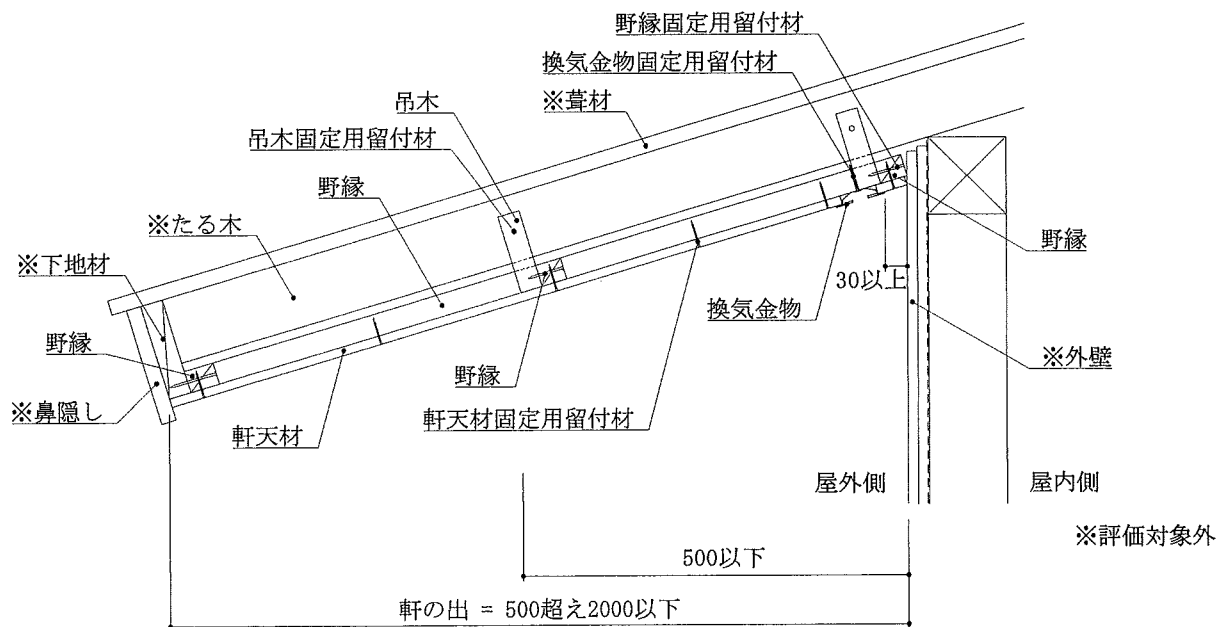 野縁固定用留付材
換気金物固定用留付材
※葺材
吊木
吊木固定用留付材
野縁
※たる木
※下地材
野縁
30以上
換気金物
野縁
※外壁
野縁
※鼻隠し
軒天材
軒天材固定用留付材
屋外側
屋内側
※評価対象外
500以下
軒の出 = 500超え2000以下